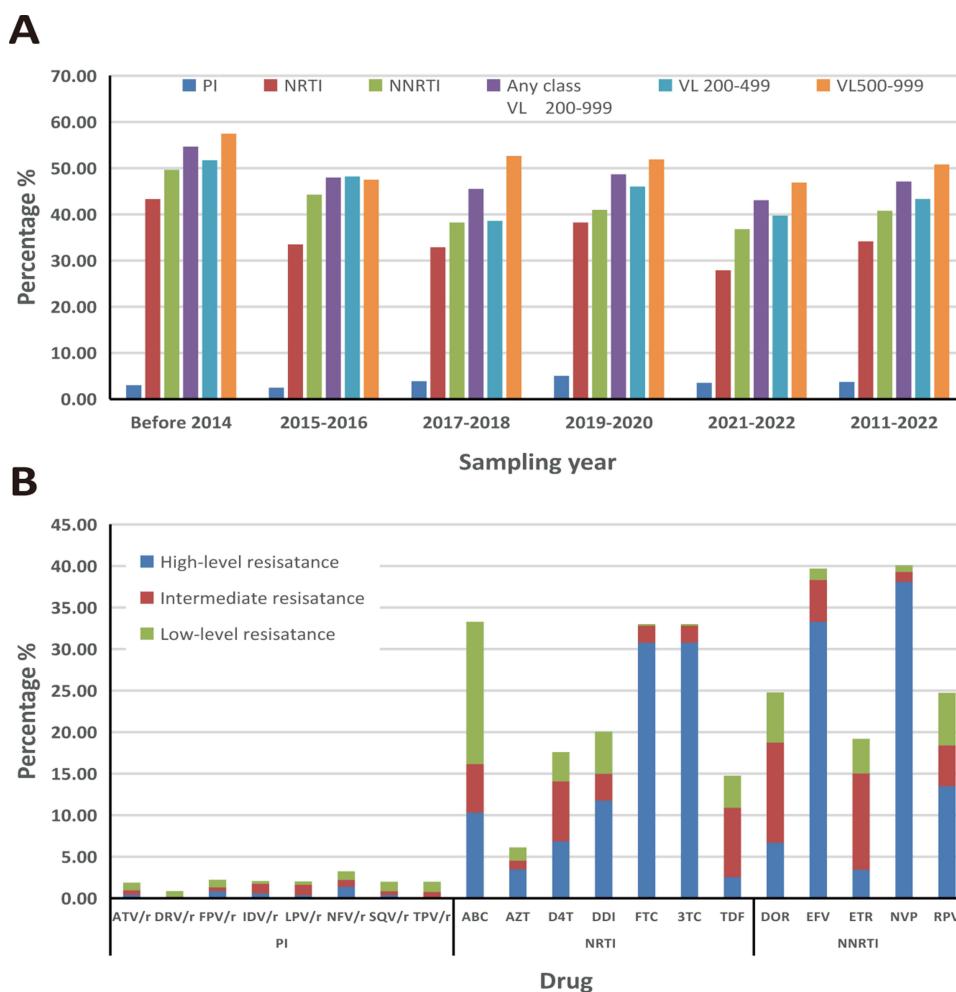 A
70.00
60.00
50.00
40.00
30.00
20.00
10.00
0.00
Percentage %
PI
NRTI
NNRTI
Any class
VL 200-999
VL 200-499
VL500-999
Before 2014
2015-2016
2017-2018
2019-2020
2021-2022
2011-2022
Sampling year
B
45.00
40.00
35.00
30.00
25.00
20.00
15.00
10.00
5.00
0.00
Percentage %
High-level resisatance
Intermediate resisatance
Low-level resisatance
ATV/r DRV/r FPV/r IDV/r LPV/r NFV/r SQV/r TPV/r ABC AZT D4T DDI FTC 3TC TDF DOR EFV ETR NVP RPV
PI NRTI NNRTI
Drug